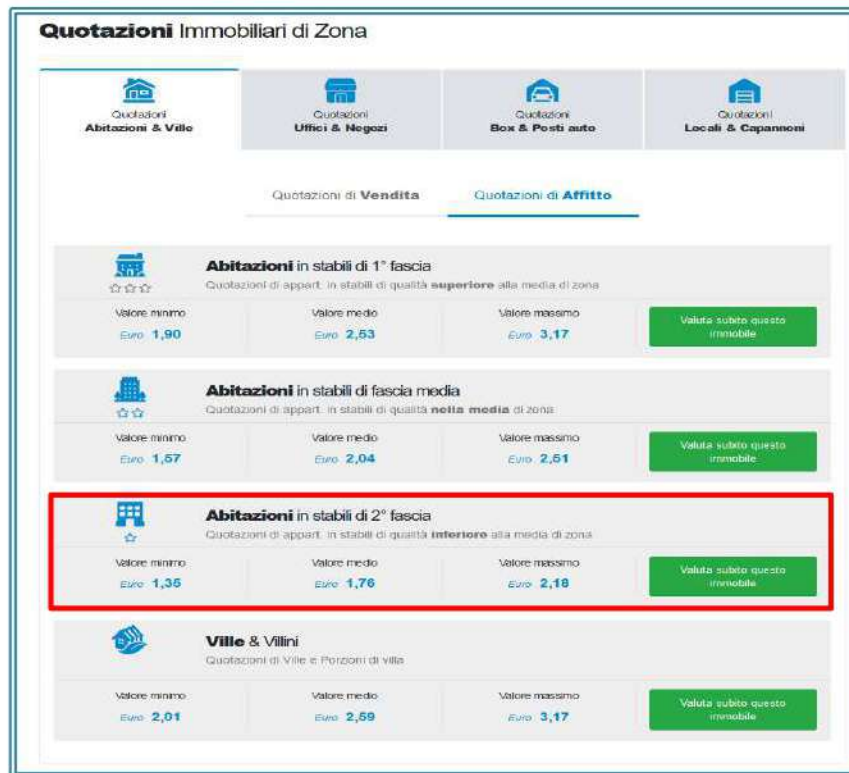 Quotazioni Immobiliari di Zona
Quotazioni
Abitazioni & Ville
Quotazioni
Uffici & Negozi
Quotazioni
Box & Posti auto
Quotazioni
Locali & Capannoni
Quotazioni di Vendita
Quotazioni di Affitto
Abitazioni in stabili di 1° fascia
Quotazioni di appart. in stabili di qualità superiore alla media di zona
Valore minimo
Valore medio
Valore massimo
Euro 1,90
Euro 2,53
Euro 3,17
Valuta subito questo
immobile
Abitazioni in stabili di fascia media
Quotazioni di appart. in stabili di qualità nella media di zona
Valore minimo
Valore medio
Valore massimo
Euro 1,57
Euro 2,04
Euro 2,51
Valuta subito questo
immobile
Abitazioni in stabili di 2° fascia
Quotazioni di appart. in stabili di qualità inferiore alla media di zona
Valore minimo
Valore medio
Valore massimo
Euro 1,35
Euro 1,76
Euro 2,18
Valuta subito questo
immobile
Ville & Villini
Quotazioni di Ville e Porzioni di villa
Valore minimo
Valore medio
Valore massimo
Euro 2,01
Euro 2,59
Euro 3,17
Valuta subito questo
immobile